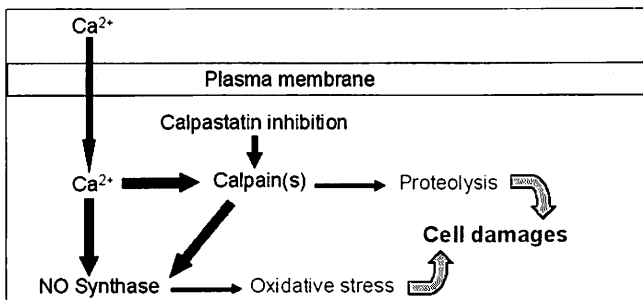 Ca²⁺
Plasma membrane
Calpastatin inhibition
Ca²⁺ Calpain(s) Proteolysis
Cell damages
NO Synthase Oxidative stress